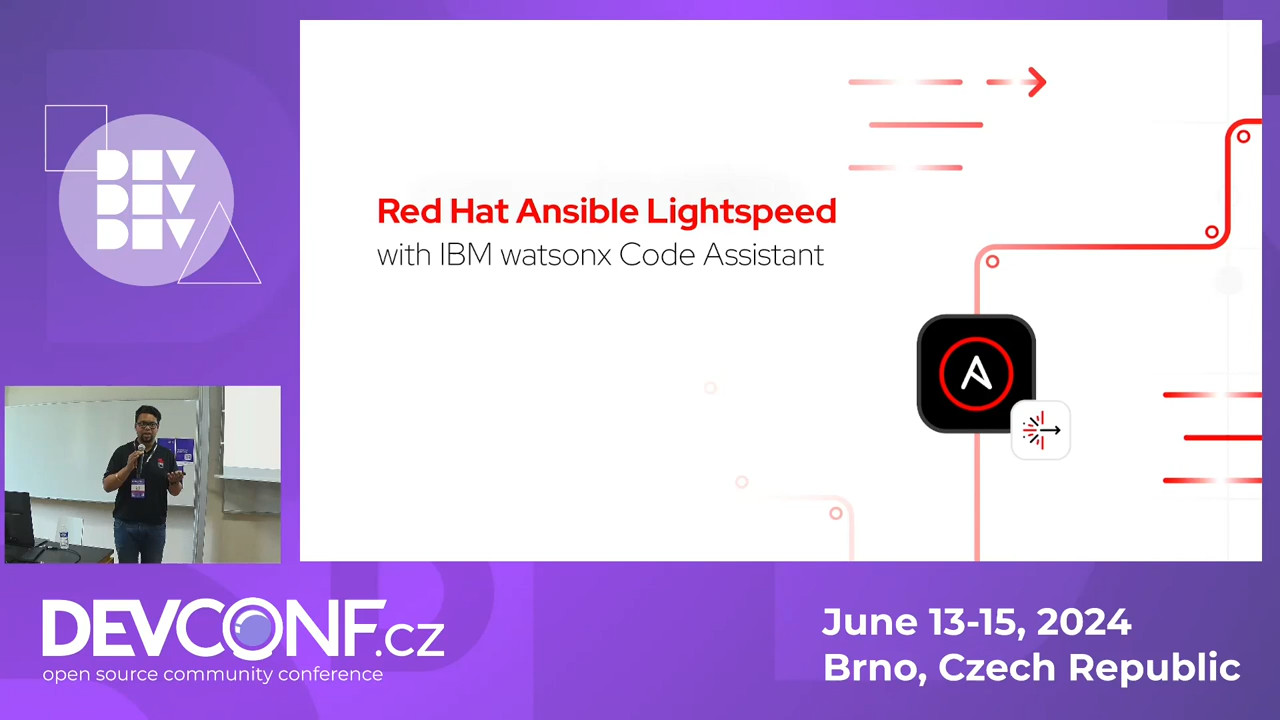 DEV
DEV
DEV
Red Hat Ansible Lightspeed
with IBM watsonx Code Assistant
DEVCONF.cz
open source community conference
June 13-15, 2024
Brno, Czech Republic